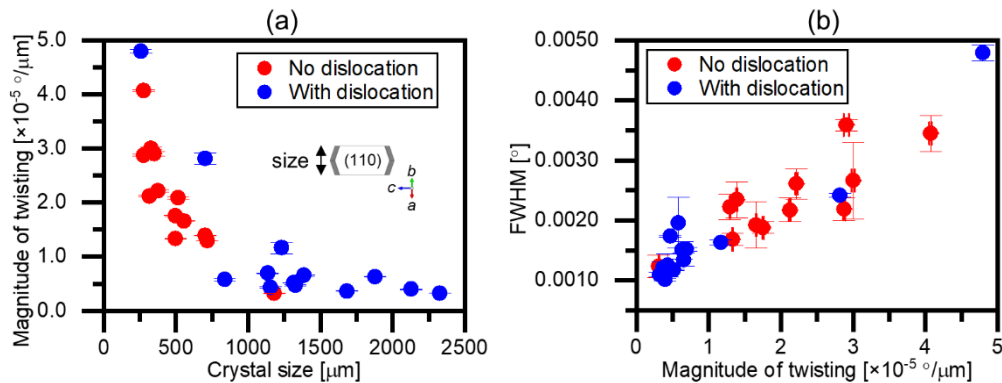 (a)
Magnitude of twisting [×10⁻⁵ °/μm]
5.0
4.0
3.0
2.0
1.0
0.0
No dislocation
With dislocation
size
(110)
b
c
a
0 500 1000 1500 2000 2500
Crystal size [μm]
(b)
FWHM [°]
0.0050
0.0040
0.0030
0.0020
0.0010
No dislocation
With dislocation
0 1 2 3 4 5
Magnitude of twisting [×10⁻⁵ °/μm]